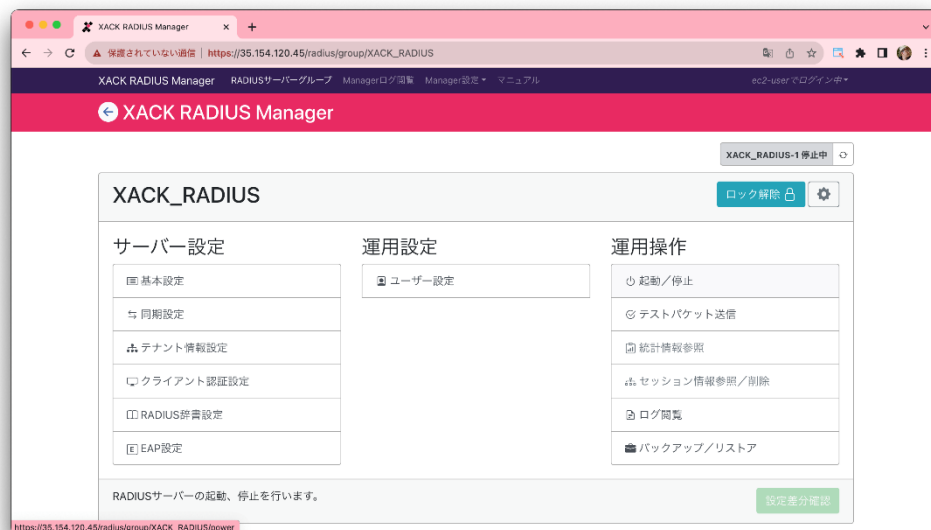 XACK RADIUS Manager
保護されていない通信 | https://35.154.120.45/radius/group/XACK_RADIUS
XACK RADIUS Manager RADIUSサーバーグループ Managerログ閲覧 Manager設定 マニュアル ec2-userでログイン中
XACK RADIUS Manager
XACK_RADIUS-1 停止中
XACK_RADIUS
ロック解除
サーバー設定
基本設定
同期設定
テナント情報設定
クライアント認証設定
RADIUS辞書設定
EAP設定
運用設定
ユーザー設定
運用操作
起動／停止
テストパケット送信
統計情報参照
セッション情報参照／削除
ログ閲覧
バックアップ／リストア
RADIUSサーバーの起動、停止を行います。
設定差分確認
https://35.154.120.45/radius/group/XACK_RADIUS/power